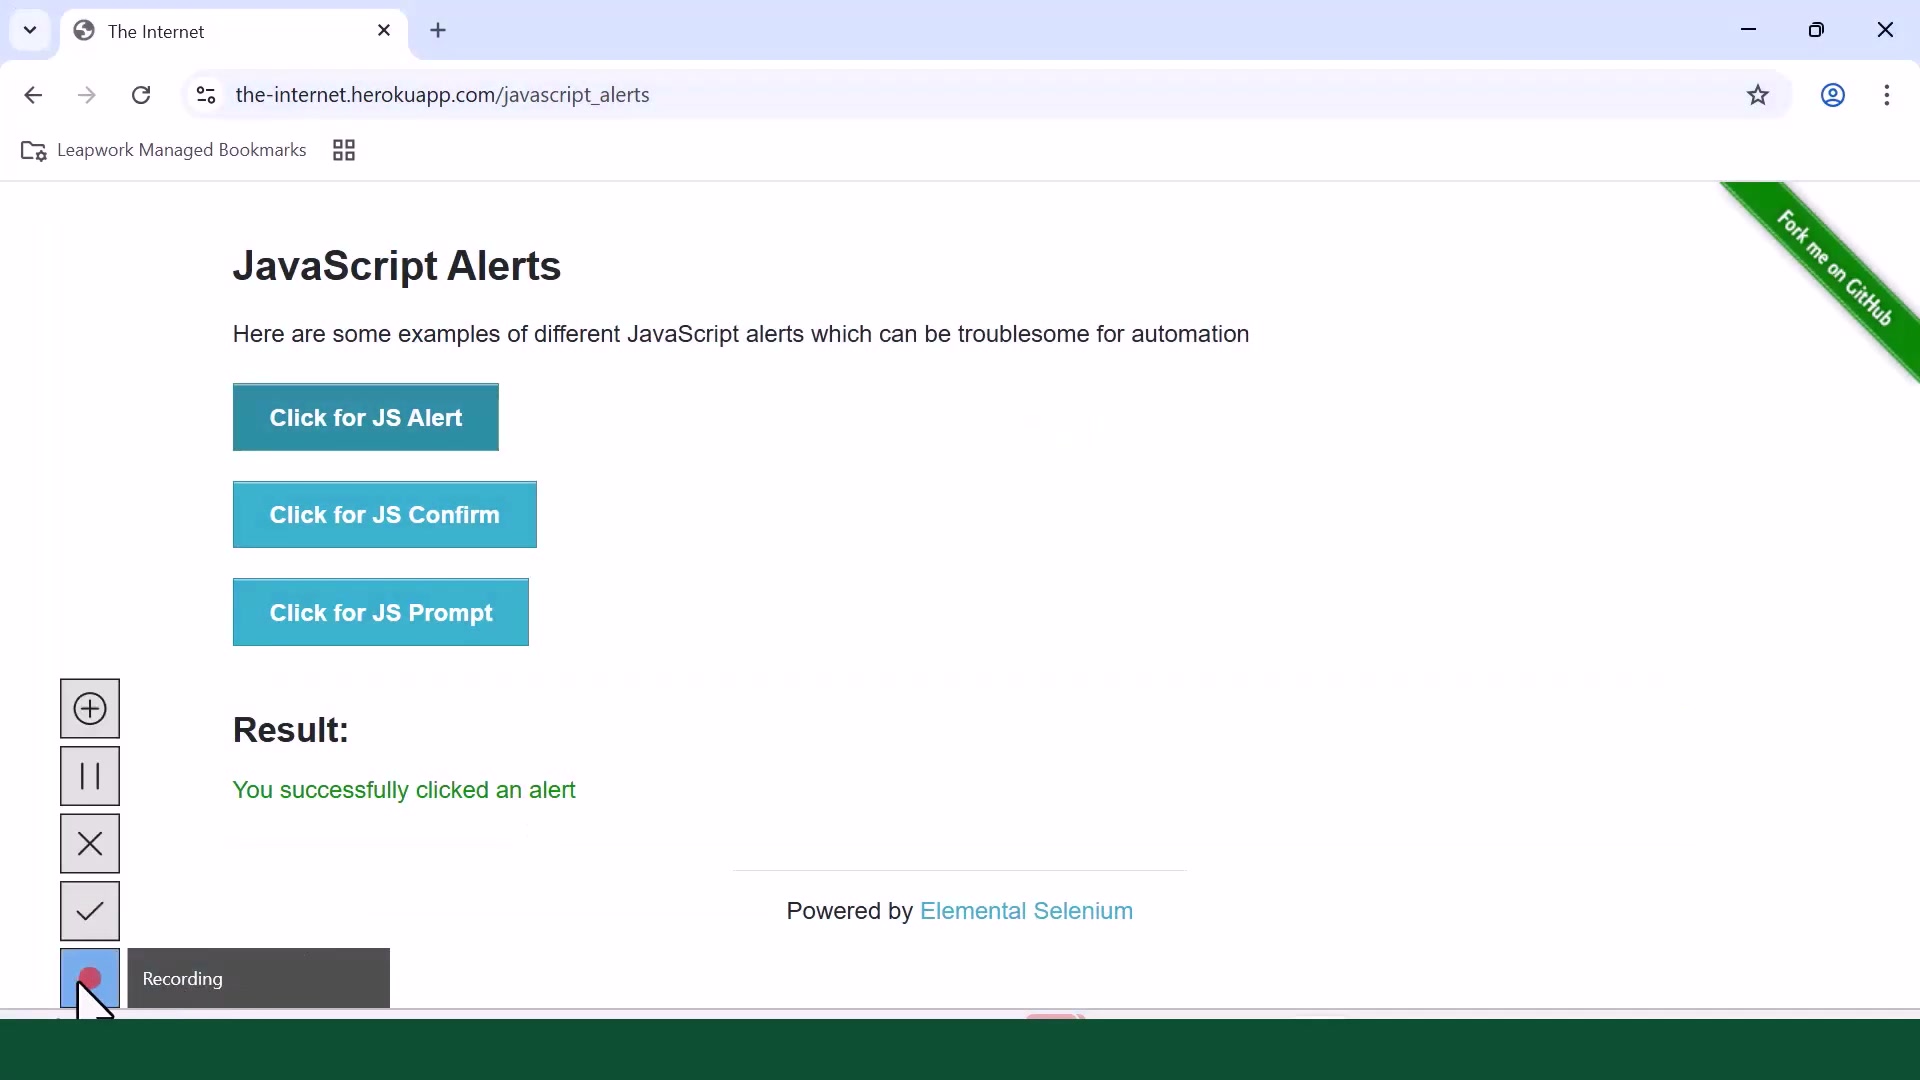 The Internet
the-internet.herokuapp.com/javascript_alerts
Leapwork Managed Bookmarks
Fork me on GitHub
JavaScript Alerts
Here are some examples of different JavaScript alerts which can be troublesome for automation
Click for JS Alert
Click for JS Confirm
Click for JS Prompt
Result:
You successfully clicked an alert
Powered by Elemental Selenium
Recording